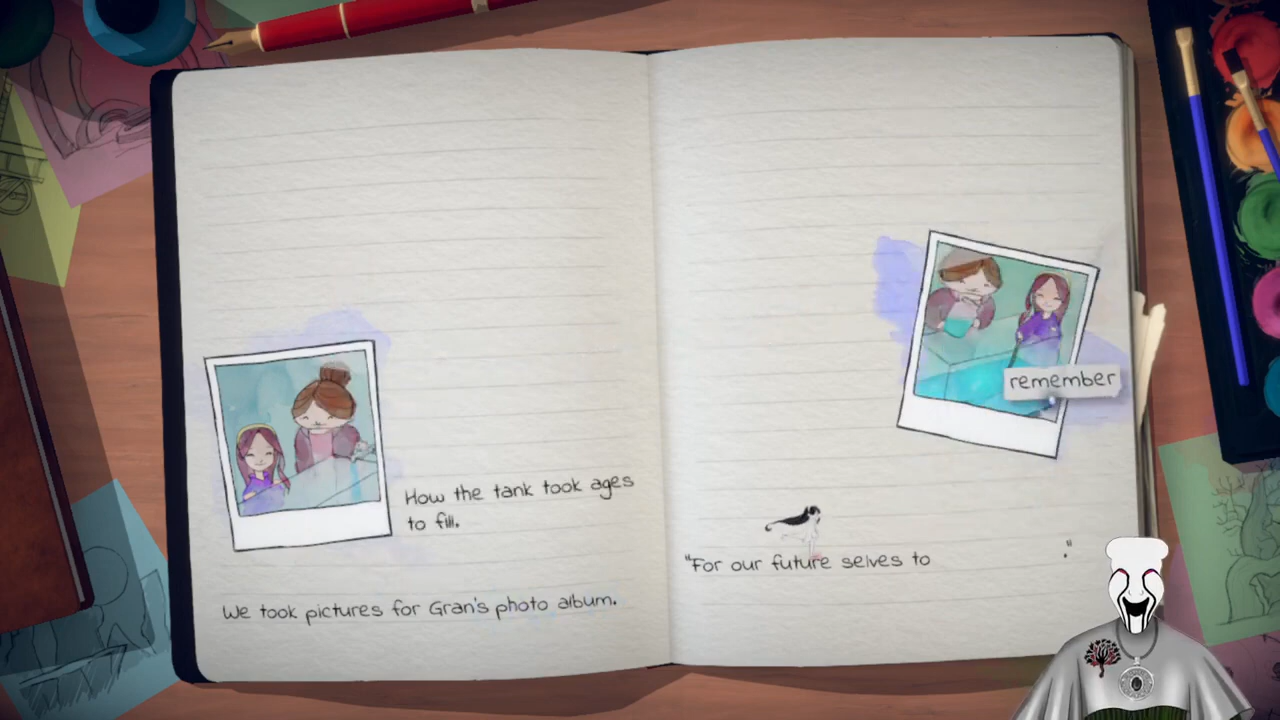 How the tank took ages
to fill.
We took pictures for Gran's photo album.
remember
"For our future selves to ."